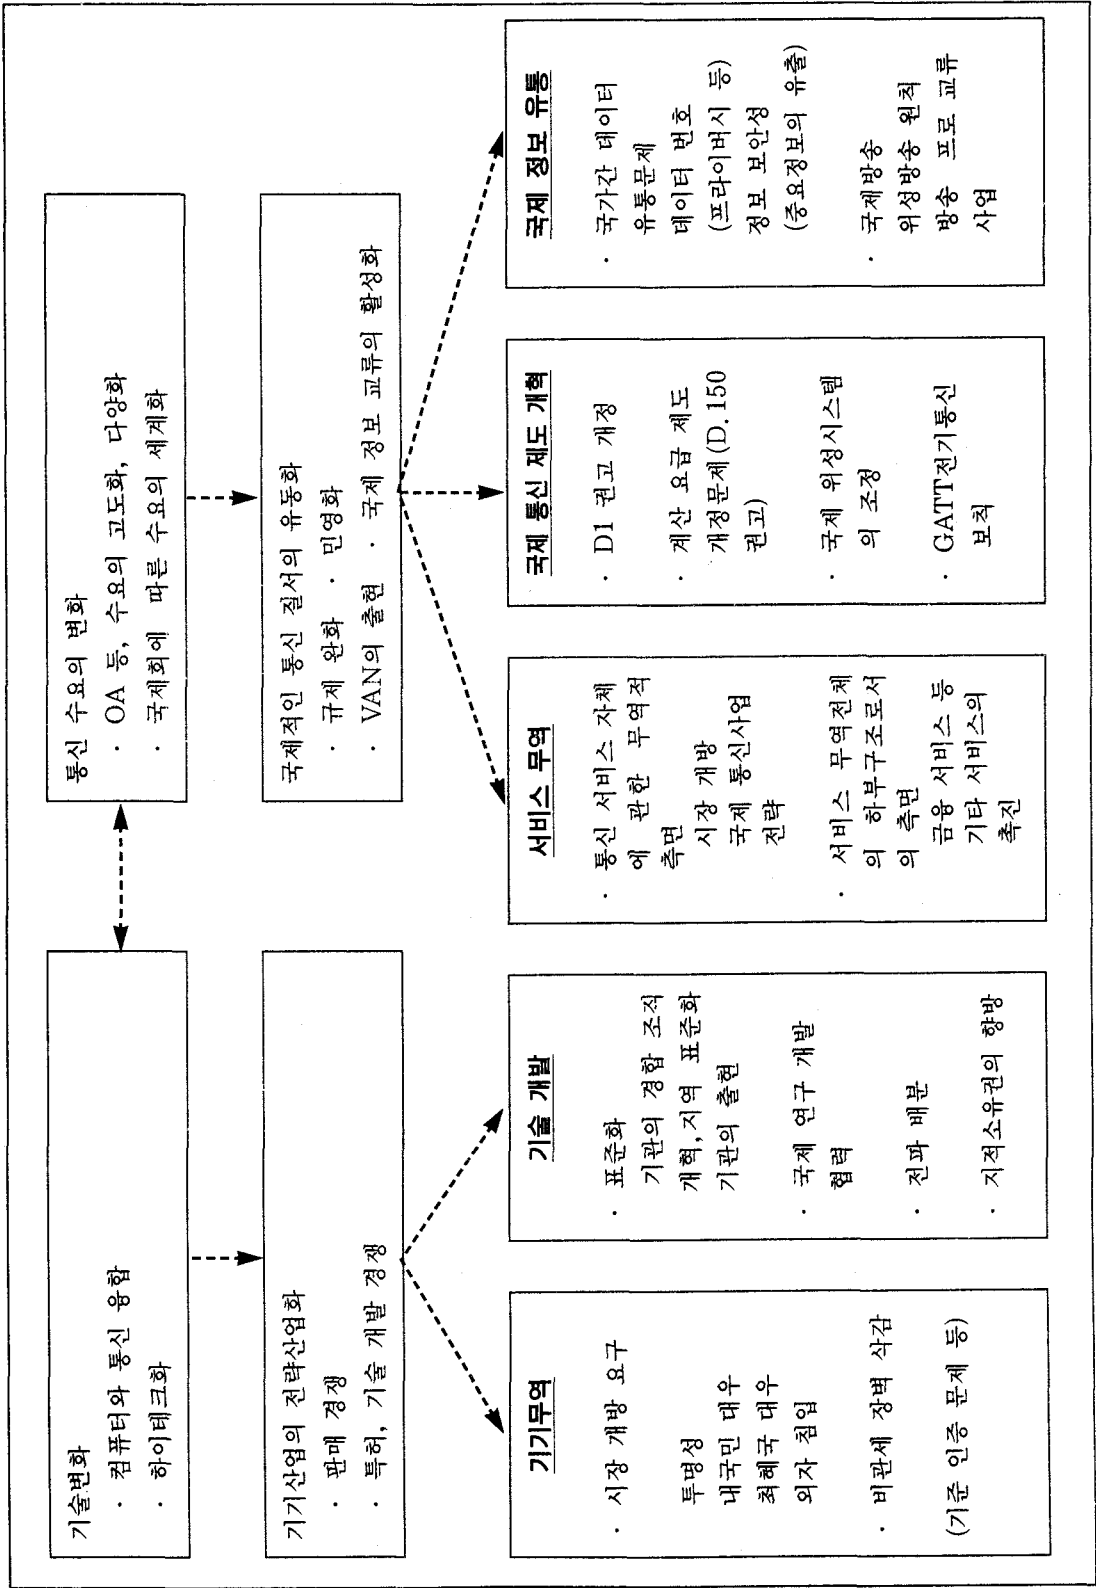 기술변화
· 컴퓨터와 통신 융합
· 하이테크화
통신 수요의 변화
· OA 등, 수요의 고도화, 다양화
· 국제회에 따른 수요의 세계화
기기산업의 전략산업화
· 판매 경쟁
· 특허, 기술 개발 경쟁
국제적인 통신 질서의 유동화
· 규제 완화 · 민영화
· VAN의 출현 · 국제 정보 교류의 활성화
기기무역
· 시장 개방 요구
투명성
내국민 대우
최혜국 대우
외자 침입
· 비관세 장벽 삭감
(기준 인증 문제 등)
기술 개발
· 표준화
기관의 경합 조직
개혁,지역 표준화
기관의 출현
· 국제 연구 개발
협력
· 전파 배분
· 지적소유권의 향방
서비스 무역
· 통신 서비스 자체
에 관한 무역적
측면
시장 개방
국제 통신사업
전략
· 서비스 무역전체
의 하부구조로서
의 측면
금융 서비스 등
기타 서비스의
촉진
국제 통신 제도 개혁
· D1 권고 개정
· 계산 요급 제도
개정문제(D.150
권고)
· 국제 위성시스템
의 조정
· GATT전기통신
보칙
국제 정보 유통
· 국가간 데이터
유통문제
데이터 번호
(프라이버시 등)
정보 보안성
(중요정보의 유출)
· 국제방송
위성방송 원칙
방송 프로 교류
사업